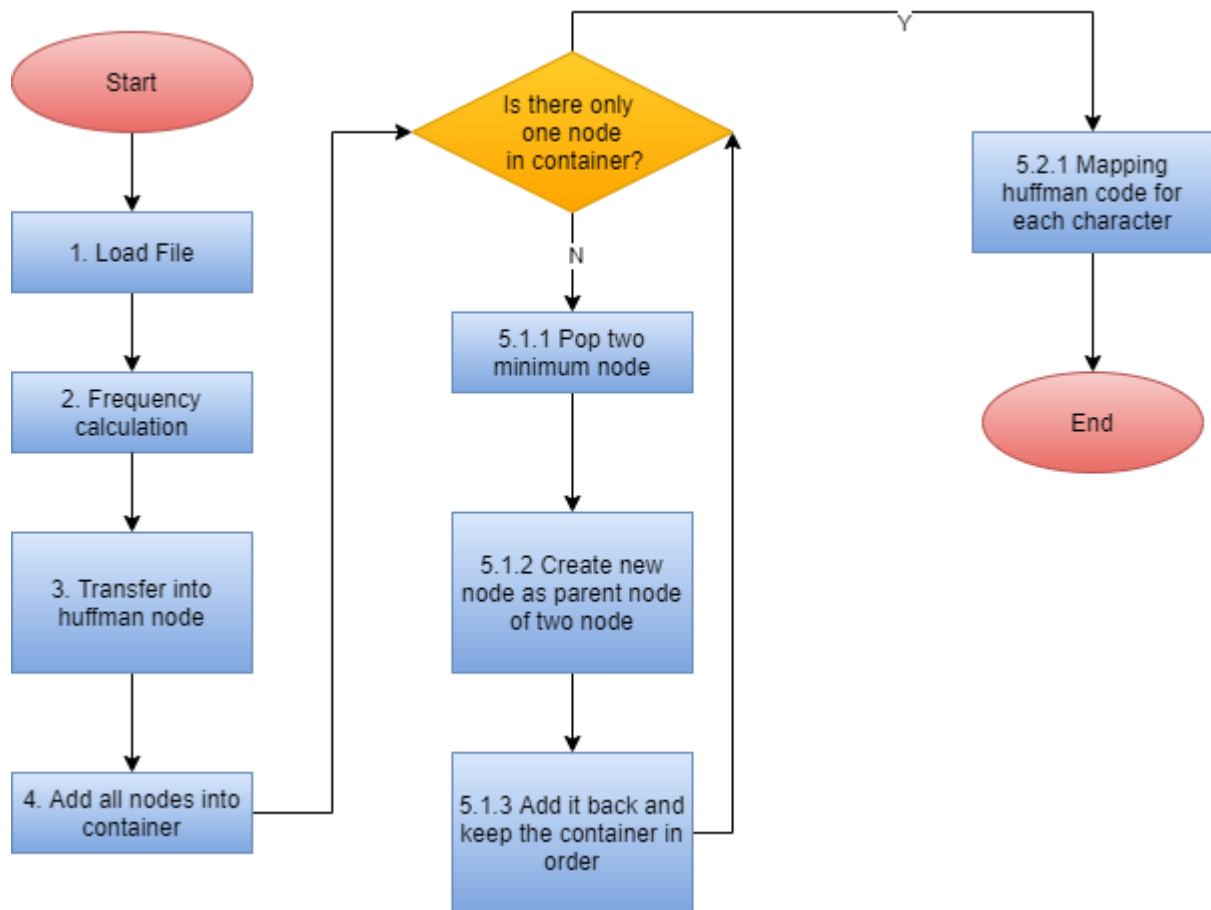 Start
1. Load File
2. Frequency
calculation
3. Transfer into
huffman node
4. Add all nodes into
container
Is there only
one node
in container?
Y
N
5.1.1 Pop two
minimum node
5.1.2 Create new
node as parent node
of two node
5.1.3 Add it back and
keep the container in
order
5.2.1 Mapping
huffman code for
each character
End